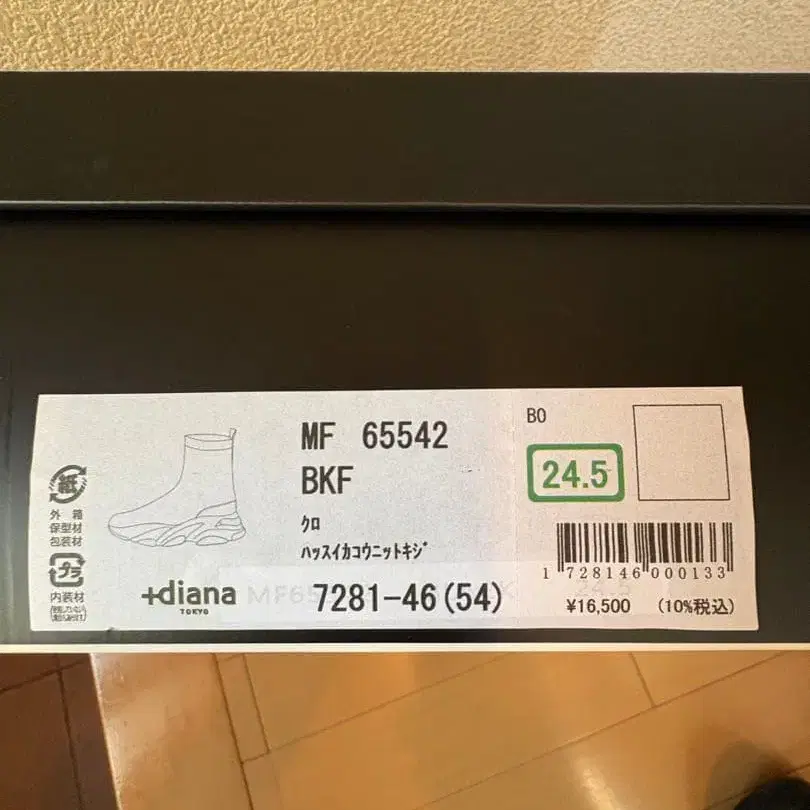 MF 65542
BKF
クロ
ハッスイカコウニットキジ
7281-46(54)
BO
24.5
1 728146 000133
¥16,500 (10%税込)
紙
外箱
保型材
包装材
プラ
内装材
+diana
TOKYO